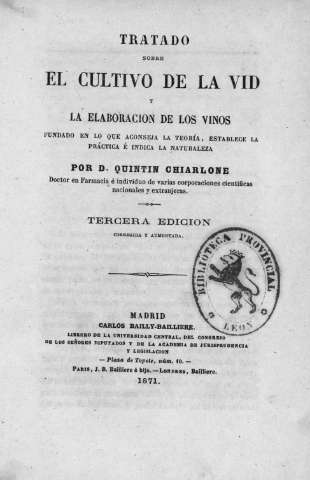 TRATADO
SOBRE
EL CULTIVO DE LA VID
Y
LA ELABORACION DE LOS VINOS
FUNDADO EN LO QUE ACONSEJA LA TEORÍA, ESTABLECE LA
PRÁCTICA É INDICA LA NATURALEZA
POR D. QUINTIN CHIARLONE
Doctor en Farmacia é individuo de varias corporaciones científicas
nacionales y extranjeras.
TERCERA EDICION
CORREGIDA Y AUMENTADA.
BIBLIOTECA PROVINCIAL
LEON
MADRID
CARLOS BAILLY-BAILLIERE,
LIBRERO DE LA UNIVERSIDAD CENTRAL, DEL CONGRESO
DE LOS SEÑORES DIPUTADOS Y DE LA ACADEMIA DE JURISPRUDENCIA
Y LEGISLACION
— Plaza de Topete, núm. 10. —
PARIS, J. B. Bailliere é hijo.—LONDRES, Bailliere.
1871.